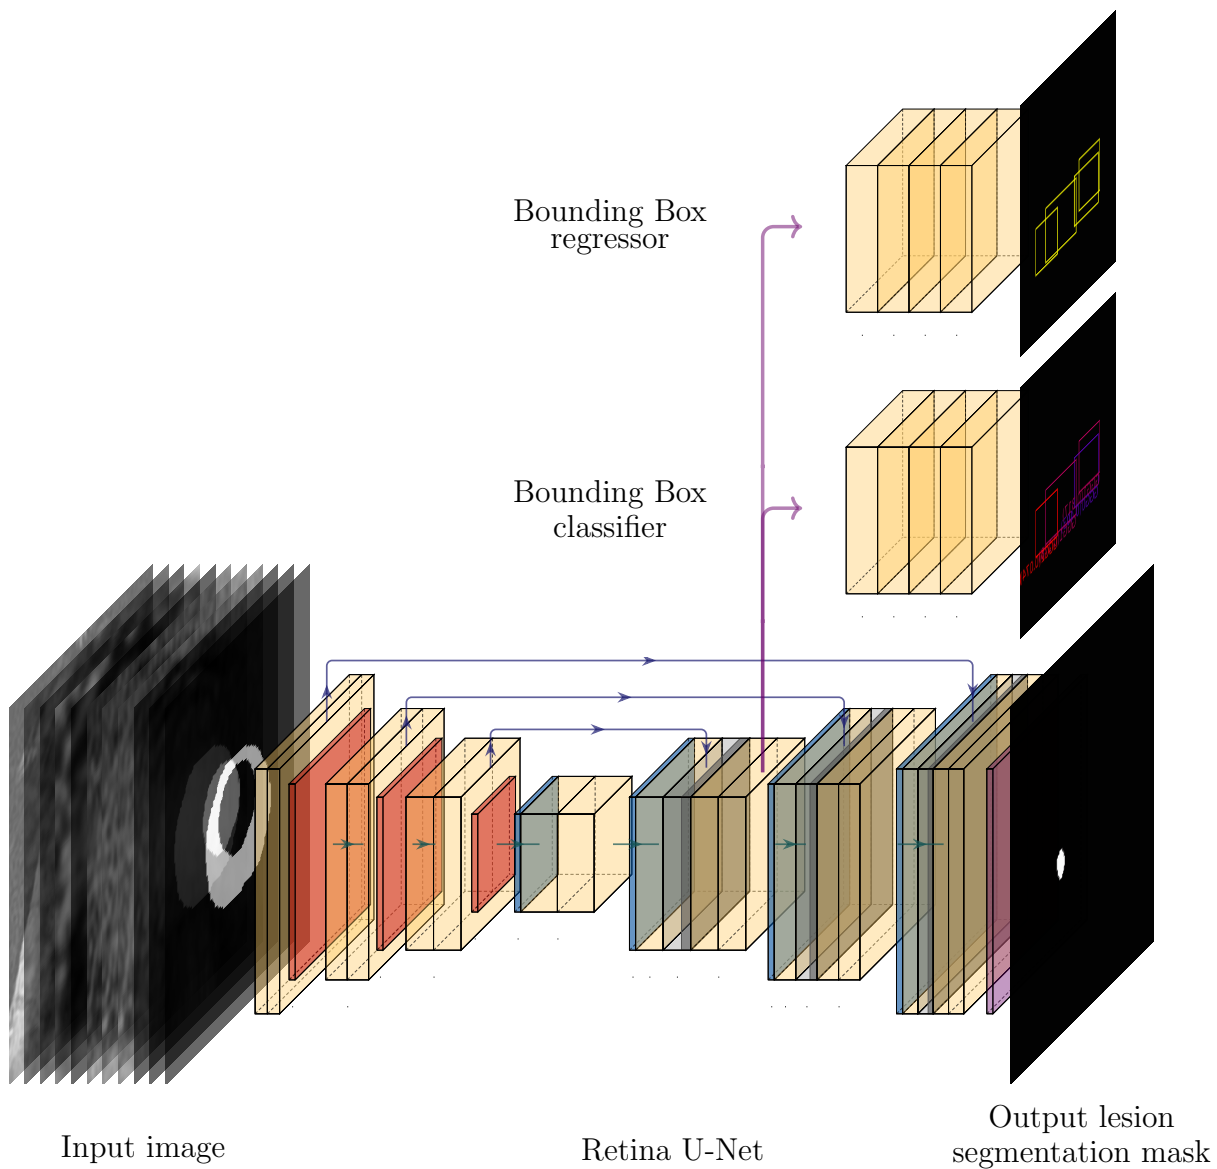 Bounding Box
regressor
Bounding Box
classifier
Input image
Retina U-Net
Output lesion
segmentation mask